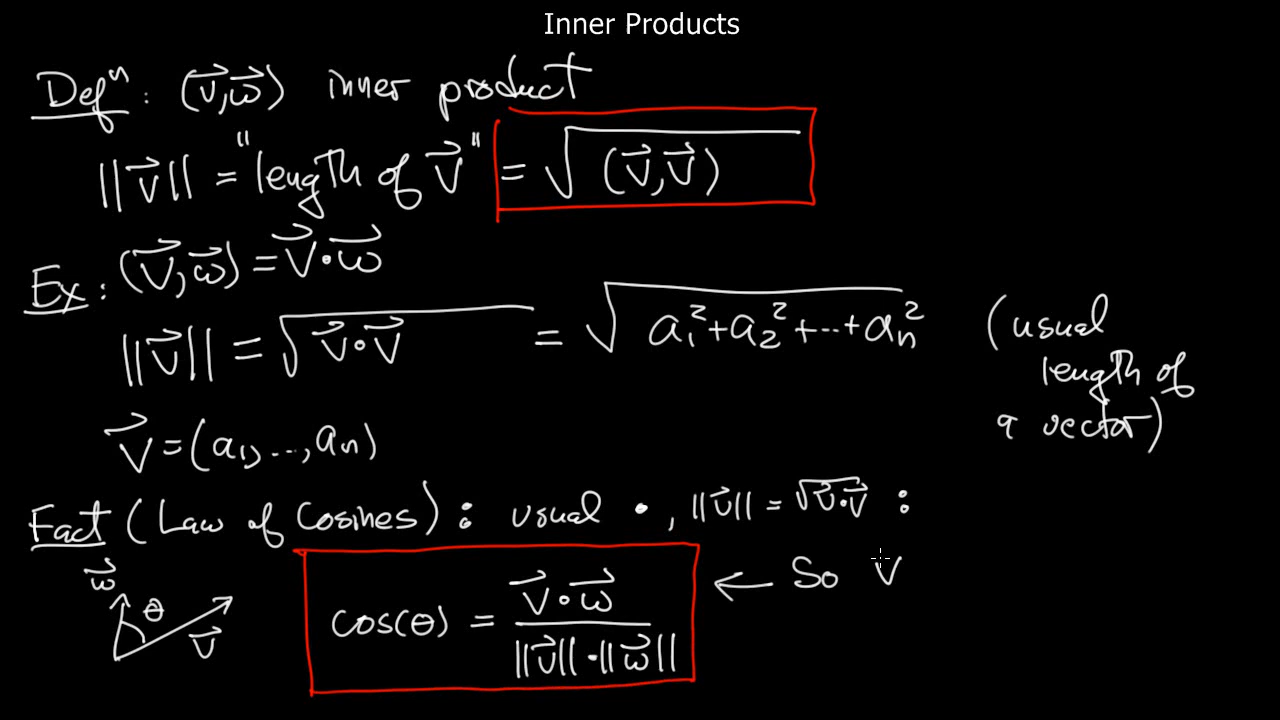 Inner Products
Defⁿ: (v⃗,w⃗) inner product
||v⃗|| = "length of v⃗" = √(v⃗,v⃗)
Ex: (v⃗,w⃗) = v⃗·w⃗
||v⃗|| = √v⃗·v⃗ = √a₁²+a₂²+···+aₙ² (usual
length of
a vector)
v⃗ = (a₁,...,aₙ)
Fact (Law of Cosines): usual ·, ||v⃗|| = √v⃗·v⃗ :
w⃗ θ v⃗
cos(θ) = v⃗·w⃗ / ||v⃗||·||w⃗|| ← So v